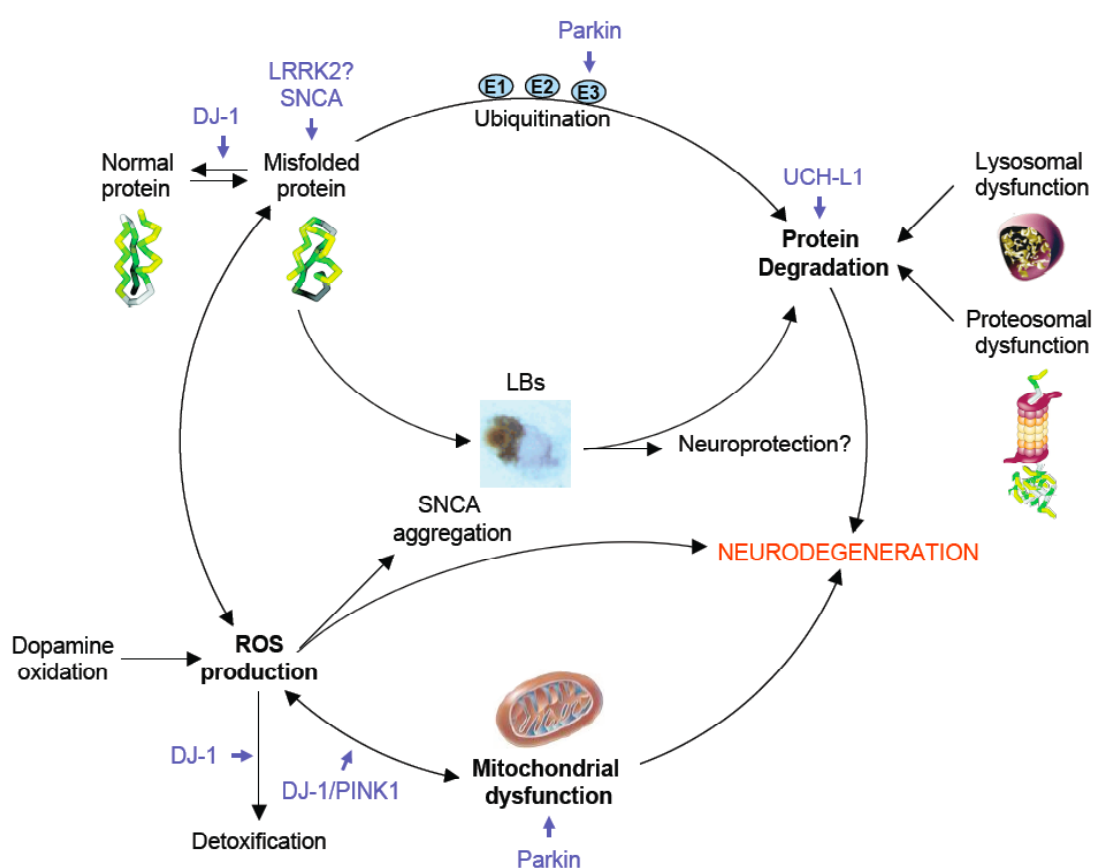 Parkin
LRRK2?
SNCA
E1 E2 E3
Ubiquitination
DJ-1
Normal
protein
Misfolded
protein
UCH-L1
Lysosomal
dysfunction
Protein
Degradation
Proteosomal
dysfunction
LBs
Neuroprotection?
SNCA
aggregation
NEURODEGENERATION
Dopamine
oxidation
ROS
production
DJ-1
DJ-1/PINK1
Mitochondrial
dysfunction
Detoxification
Parkin